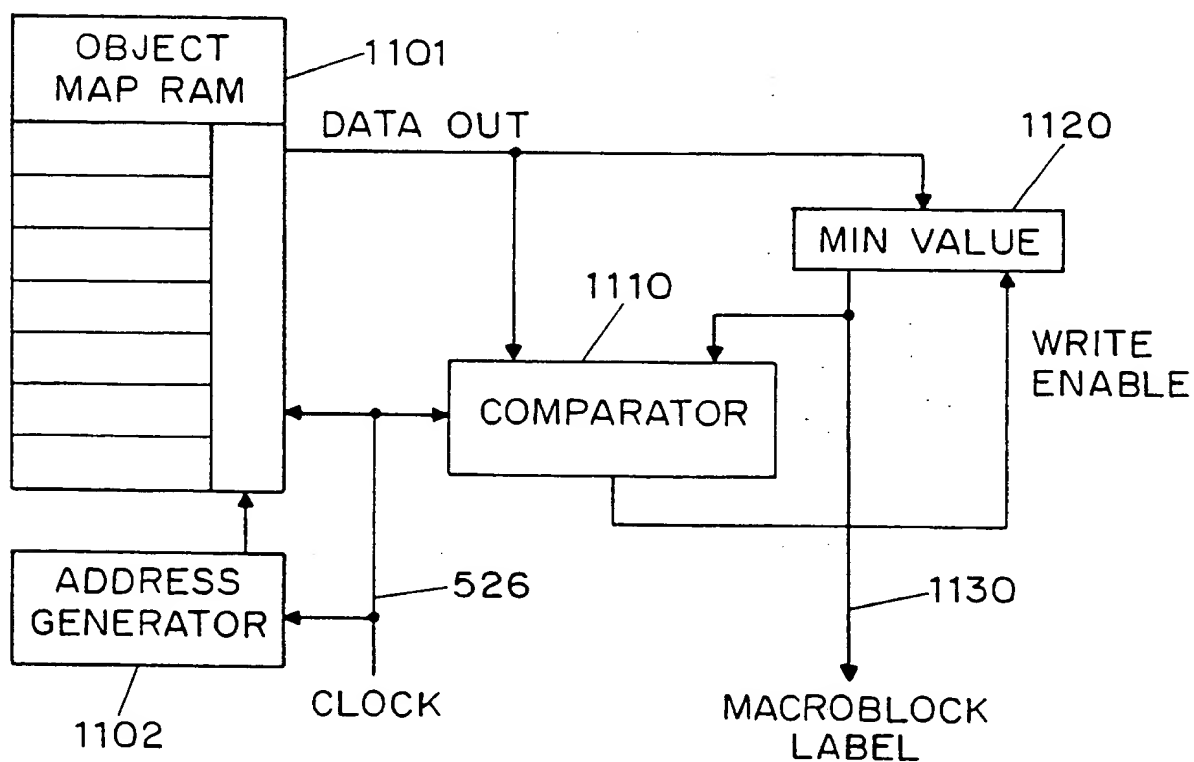 OBJECT
MAP RAM
1101
DATA OUT
1120
MIN VALUE
1110
WRITE
ENABLE
COMPARATOR
ADDRESS
GENERATOR
526
1130
1102
CLOCK
MACROBLOCK
LABEL